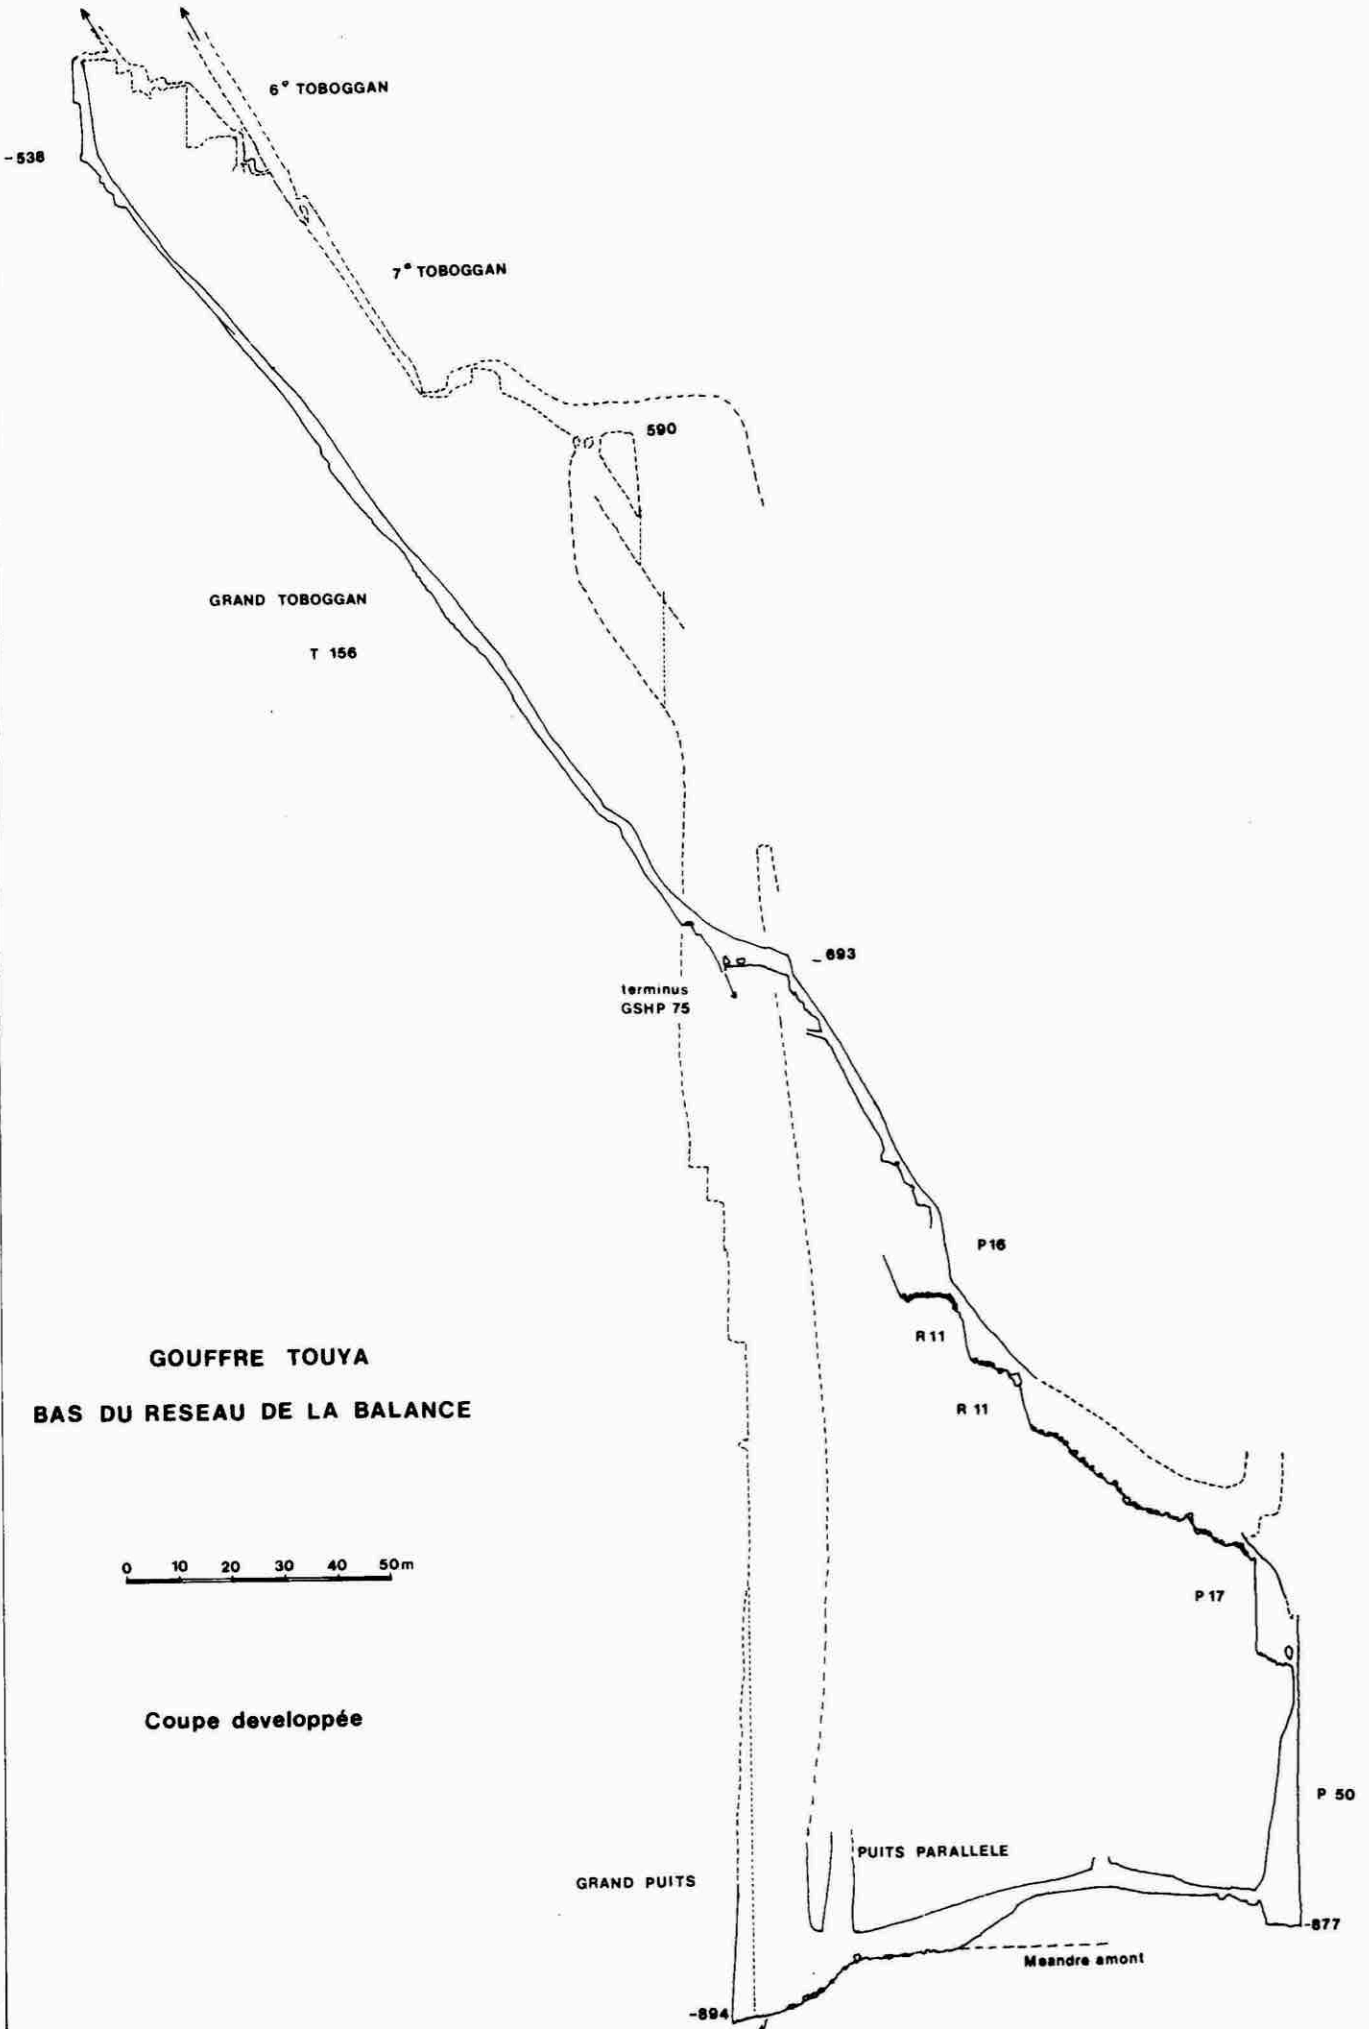 6° TOBOGGAN
-538
7° TOBOGGAN
590
GRAND TOBOGGAN
T 156
_ 693
terminus
GSHP 75
P16
R 11
GOUFFRE TOUYA
BAS DU RESEAU DE LA BALANCE
R 11
0 10 20 30 40 50m
P 17
Coupe developpée
P 50
PUITS PARALLELE
GRAND PUITS
-877
Meandre amont
-894